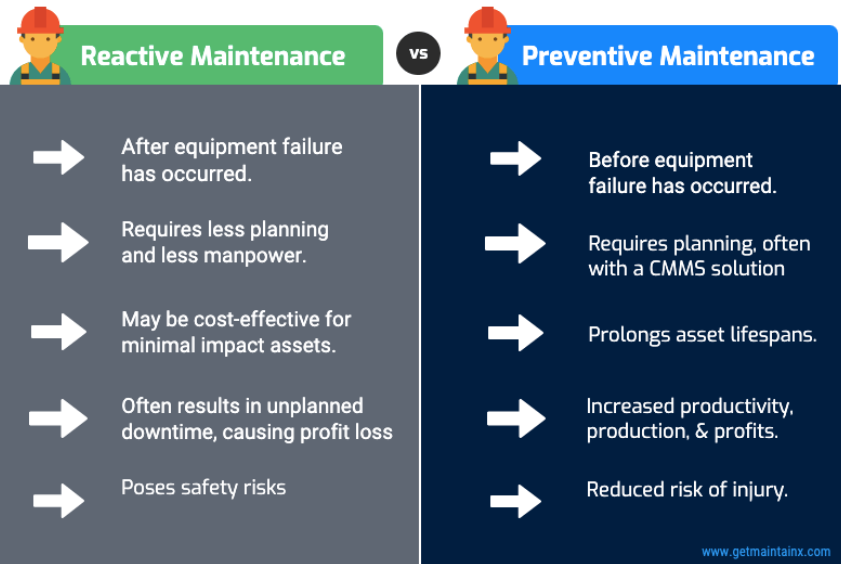 Reactive Maintenance
vs
Preventive Maintenance
After equipment failure
has occurred.
Requires less planning
and less manpower.
May be cost-effective for
minimal impact assets.
Often results in unplanned
downtime, causing profit loss
Poses safety risks
Before equipment
failure has occurred.
Requires planning, often
with a CMMS solution
Prolongs asset lifespans.
Increased productivity,
production, & profits.
Reduced risk of injury.
www.getmaintainx.com